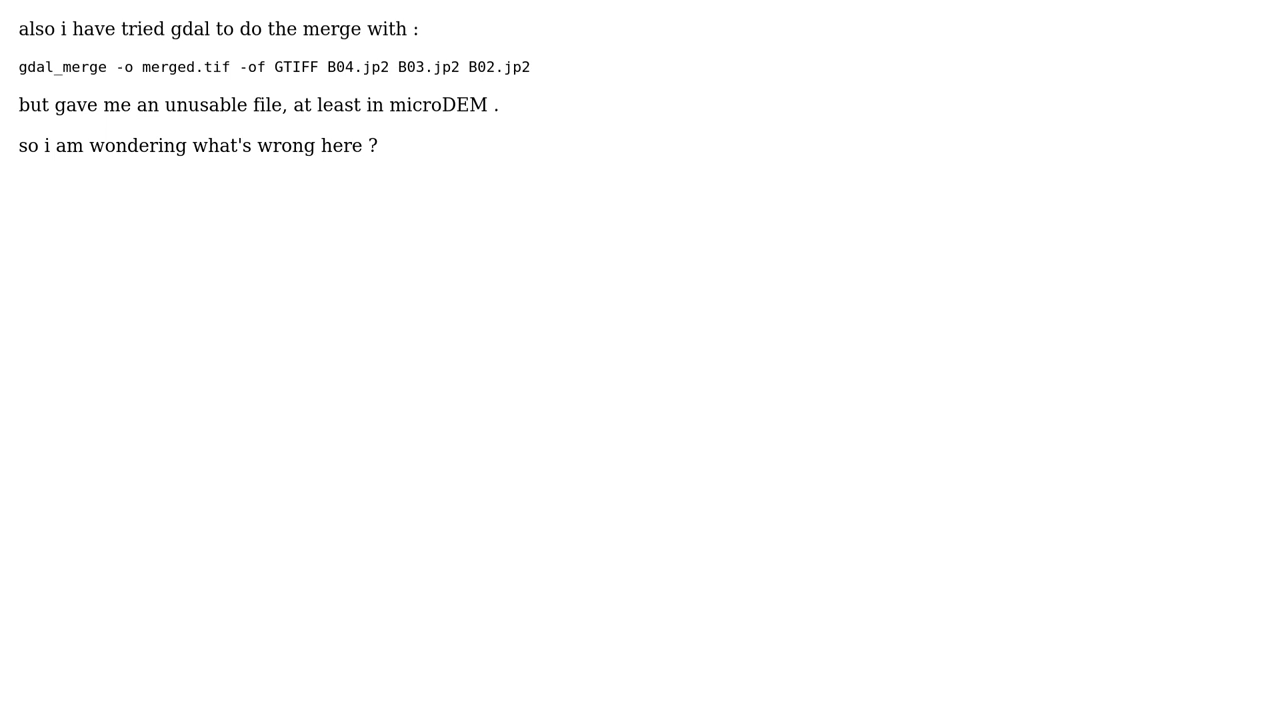 also i have tried gdal to do the merge with :
gdal_merge -o merged.tif -of GTIFF B04.jp2 B03.jp2 B02.jp2
but gave me an unusable file, at least in microDEM .
so i am wondering what's wrong here ?